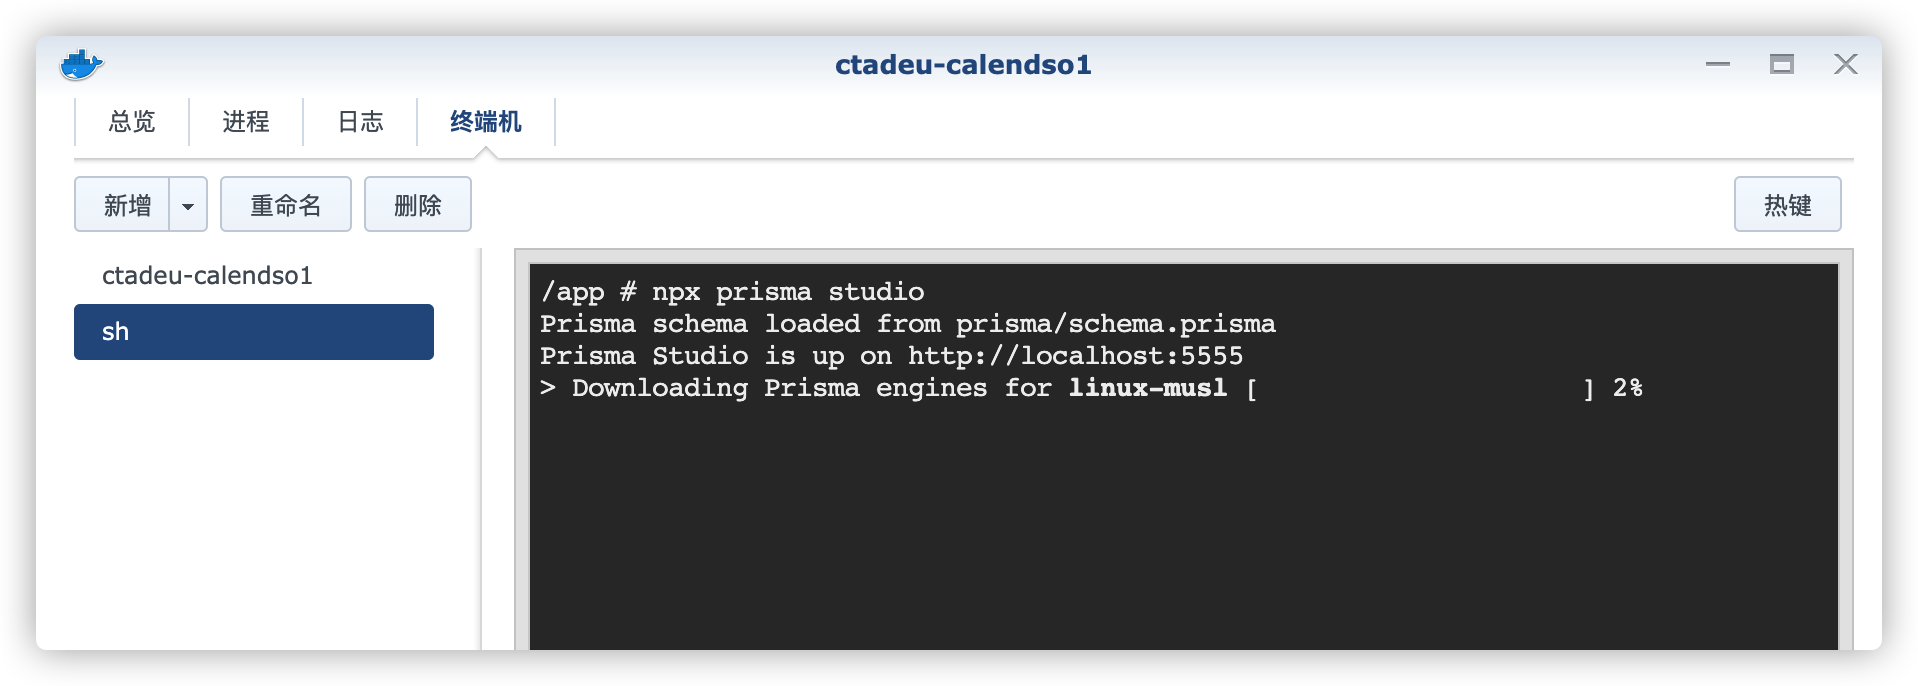 ctadeu-calendso1
总览 进程 日志 终端机
新增 重命名 删除 热键
ctadeu-calendso1
sh
/app # npx prisma studio
Prisma schema loaded from prisma/schema.prisma
Prisma Studio is up on http://localhost:5555
> Downloading Prisma engines for linux-musl [                    ] 2%